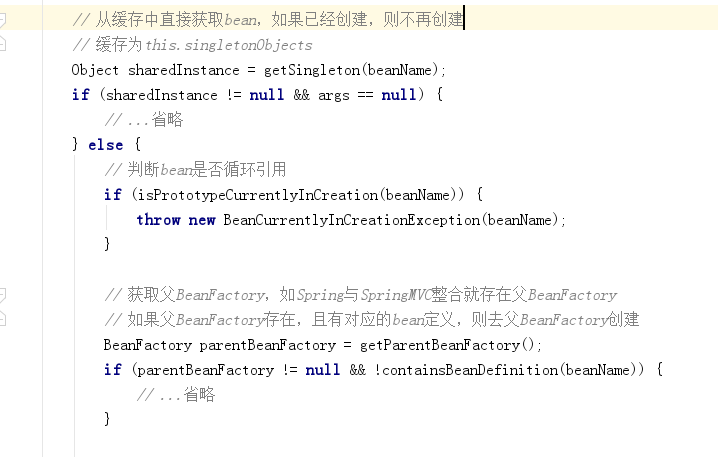 // 从缓存中直接获取bean，如果已经创建，则不再创建
// 缓存为this.singletonObjects
Object sharedInstance = getSingleton(beanName);
if (sharedInstance != null && args == null) {
// ...省略
} else {
// 判断bean是否循环引用
if (isPrototypeCurrentlyInCreation(beanName)) {
throw new BeanCurrentlyInCreationException(beanName);
}
// 获取父BeanFactory，如Spring与SpringMVC整合就存在父BeanFactory
// 如果父BeanFactory存在，且有对应的bean定义，则去父BeanFactory创建
BeanFactory parentBeanFactory = getParentBeanFactory();
if (parentBeanFactory != null && !containsBeanDefinition(beanName)) {
// ...省略
}